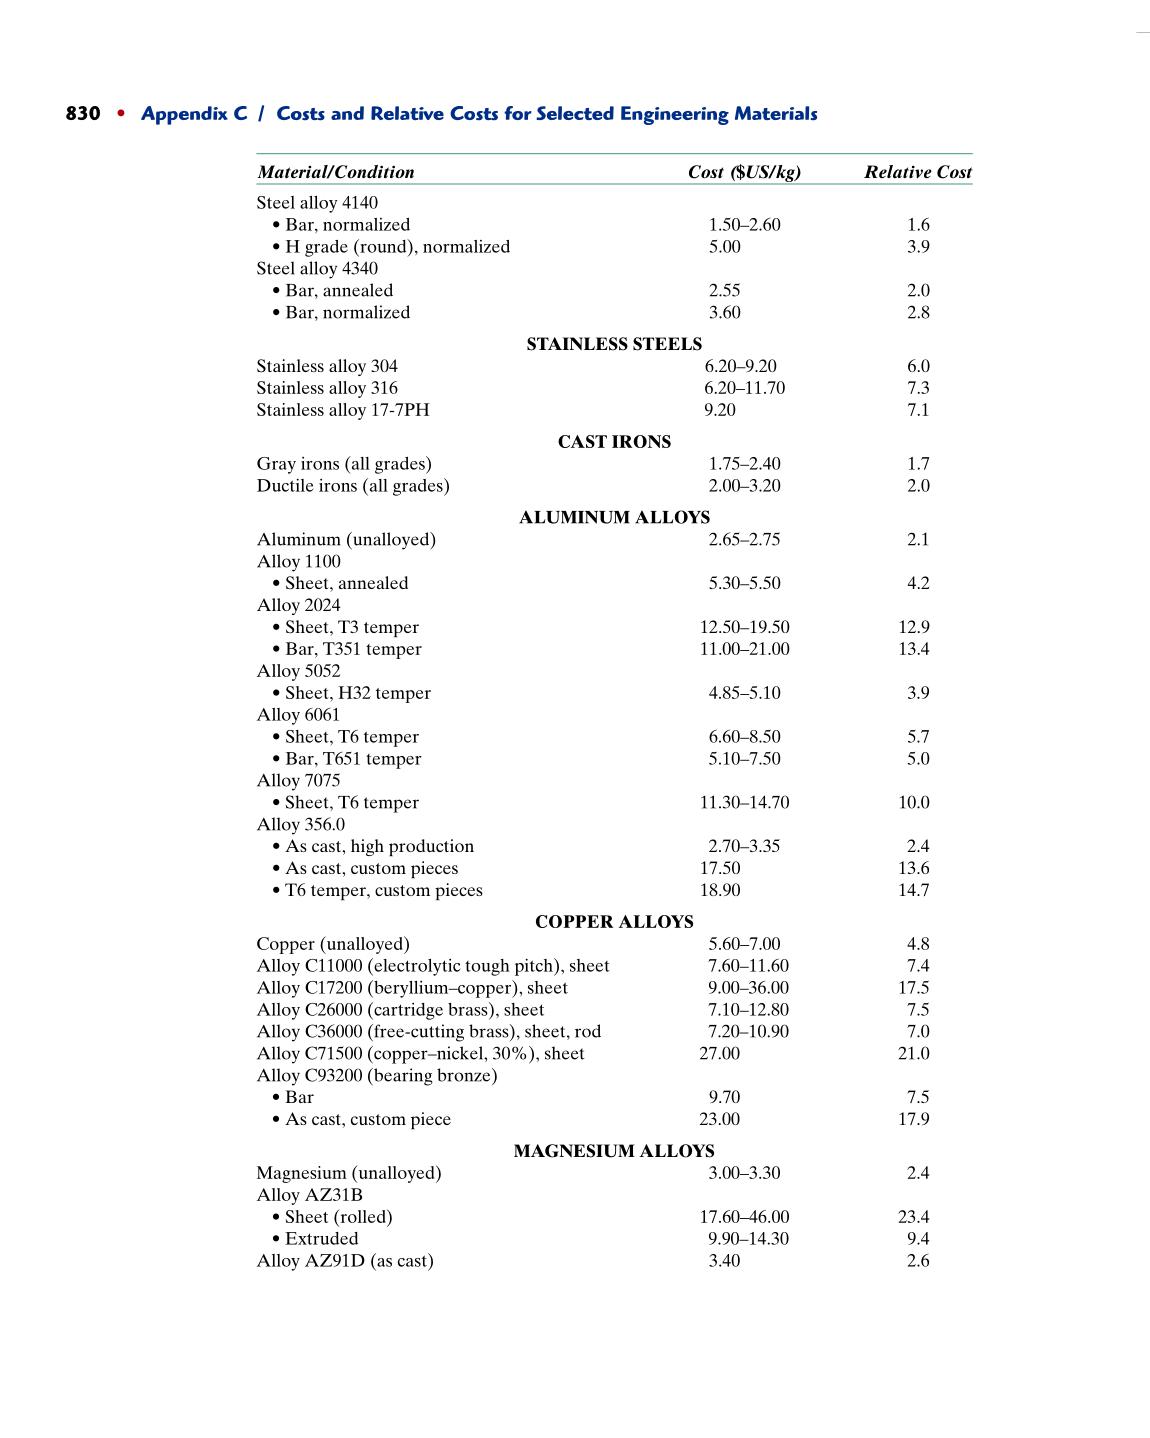 830 • Appendix C / Costs and Relative Costs for Selected Engineering Materials
Material/Condition Cost ($US/kg) Relative Cost
Steel alloy 4140
• Bar, normalized 1.50–2.60 1.6
• H grade (round), normalized 5.00 3.9
Steel alloy 4340
• Bar, annealed 2.55 2.0
• Bar, normalized 3.60 2.8
STAINLESS STEELS
Stainless alloy 304 6.20–9.20 6.0
Stainless alloy 316 6.20–11.70 7.3
Stainless alloy 17-7PH 9.20 7.1
CAST IRONS
Gray irons (all grades) 1.75–2.40 1.7
Ductile irons (all grades) 2.00–3.20 2.0
ALUMINUM ALLOYS
Aluminum (unalloyed) 2.65–2.75 2.1
Alloy 1100
• Sheet, annealed 5.30–5.50 4.2
Alloy 2024
• Sheet, T3 temper 12.50–19.50 12.9
• Bar, T351 temper 11.00–21.00 13.4
Alloy 5052
• Sheet, H32 temper 4.85–5.10 3.9
Alloy 6061
• Sheet, T6 temper 6.60–8.50 5.7
• Bar, T651 temper 5.10–7.50 5.0
Alloy 7075
• Sheet, T6 temper 11.30–14.70 10.0
Alloy 356.0
• As cast, high production 2.70–3.35 2.4
• As cast, custom pieces 17.50 13.6
• T6 temper, custom pieces 18.90 14.7
COPPER ALLOYS
Copper (unalloyed) 5.60–7.00 4.8
Alloy C11000 (electrolytic tough pitch), sheet 7.60–11.60 7.4
Alloy C17200 (beryllium–copper), sheet 9.00–36.00 17.5
Alloy C26000 (cartridge brass), sheet 7.10–12.80 7.5
Alloy C36000 (free-cutting brass), sheet, rod 7.20–10.90 7.0
Alloy C71500 (copper–nickel, 30%), sheet 27.00 21.0
Alloy C93200 (bearing bronze)
• Bar 9.70 7.5
• As cast, custom piece 23.00 17.9
MAGNESIUM ALLOYS
Magnesium (unalloyed) 3.00–3.30 2.4
Alloy AZ31B
• Sheet (rolled) 17.60–46.00 23.4
• Extruded 9.90–14.30 9.4
Alloy AZ91D (as cast) 3.40 2.6